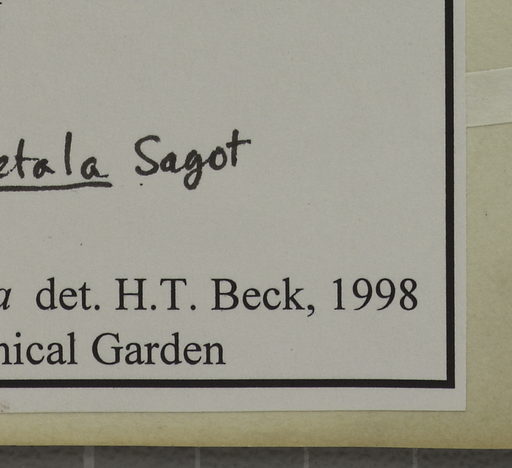 etala Sagot
a det. H.T. Beck, 1998
nical Garden